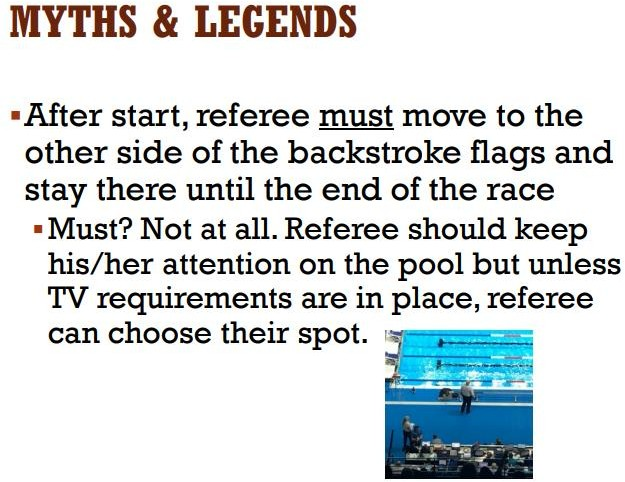 MYTHS & LEGENDS
▪After start, referee must move to the
other side of the backstroke flags and
stay there until the end of the race
▪Must? Not at all. Referee should keep
his/her attention on the pool but unless
TV requirements are in place, referee
can choose their spot.